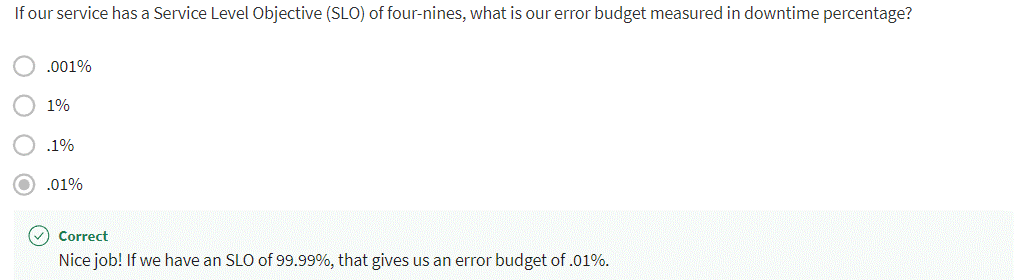 If our service has a Service Level Objective (SLO) of four-nines, what is our error budget measured in downtime percentage?
.001%
1%
.1%
.01%
Correct
Nice job! If we have an SLO of 99.99%, that gives us an error budget of .01%.